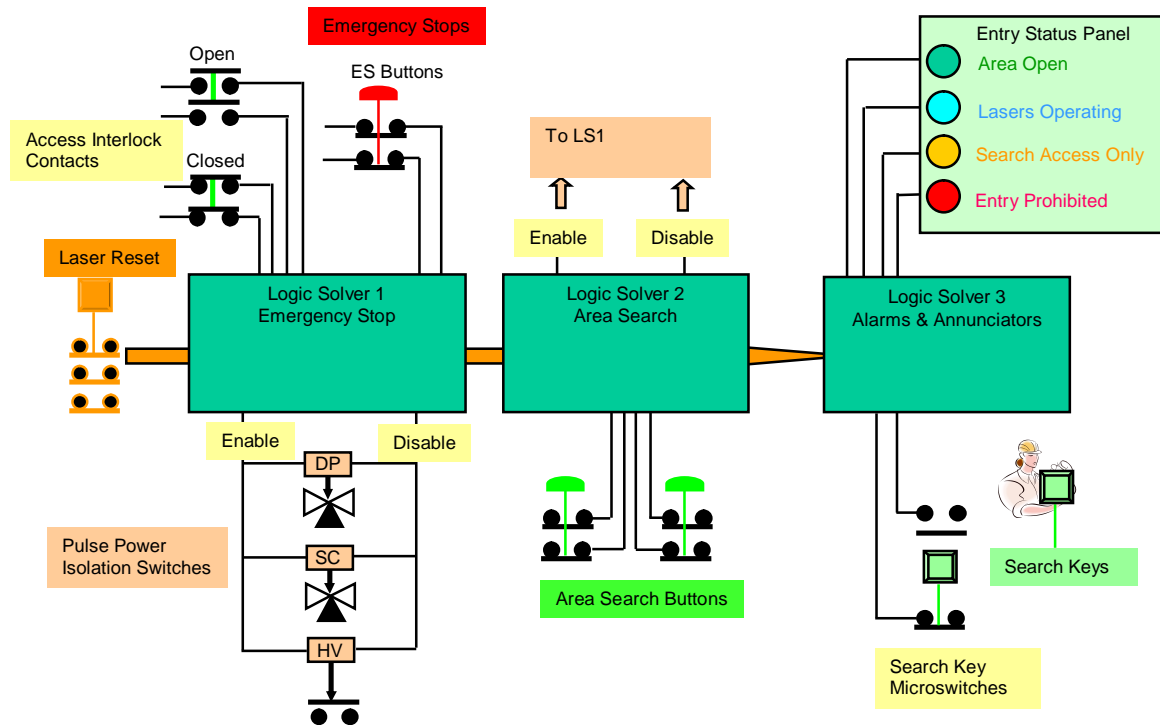 Emergency Stops
Open
ES Buttons
Access Interlock
Contacts
Closed
To LS1
Entry Status Panel
Area Open
Lasers Operating
Search Access Only
Entry Prohibited
Laser Reset
Enable
Disable
Logic Solver 1
Emergency Stop
Logic Solver 2
Area Search
Logic Solver 3
Alarms & Annunciators
Enable
Disable
DP
Pulse Power
Isolation Switches
SC
HV
Area Search Buttons
Search Keys
Search Key
Microswitches